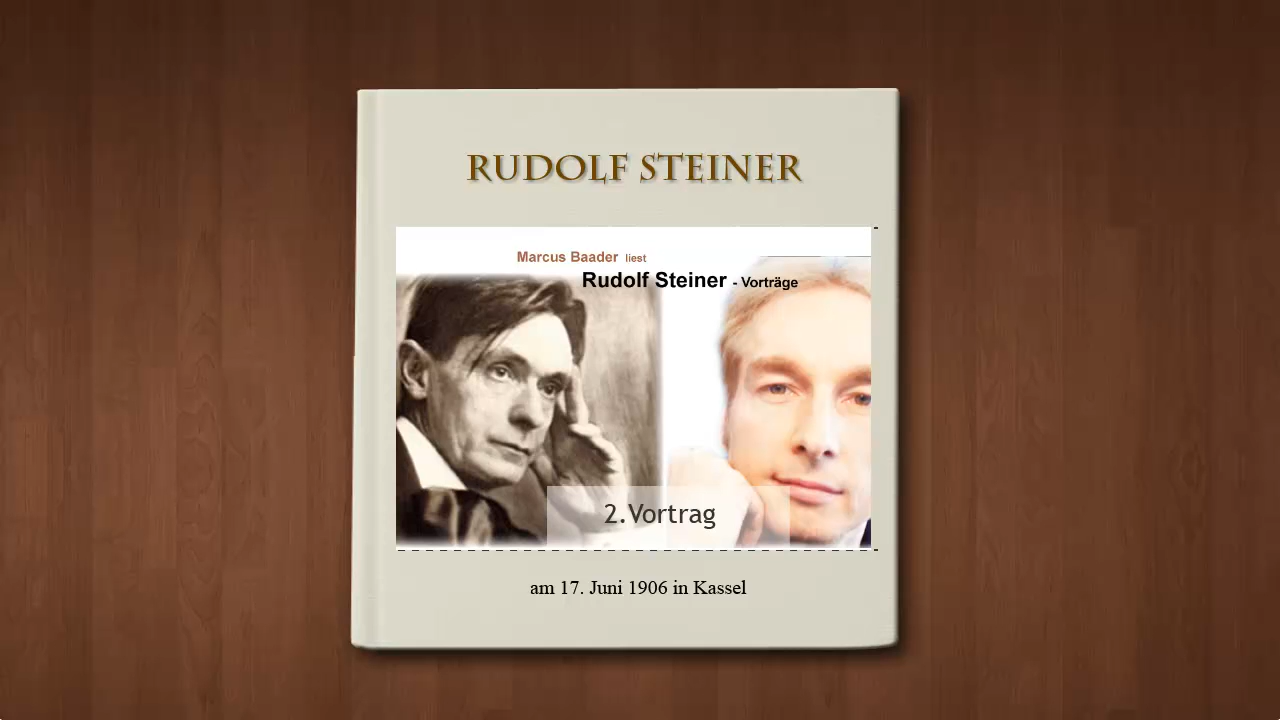 RUDOLF STEINER
Marcus Baader liest
Rudolf Steiner - Vorträge
2.Vortrag
am 17. Juni 1906 in Kassel